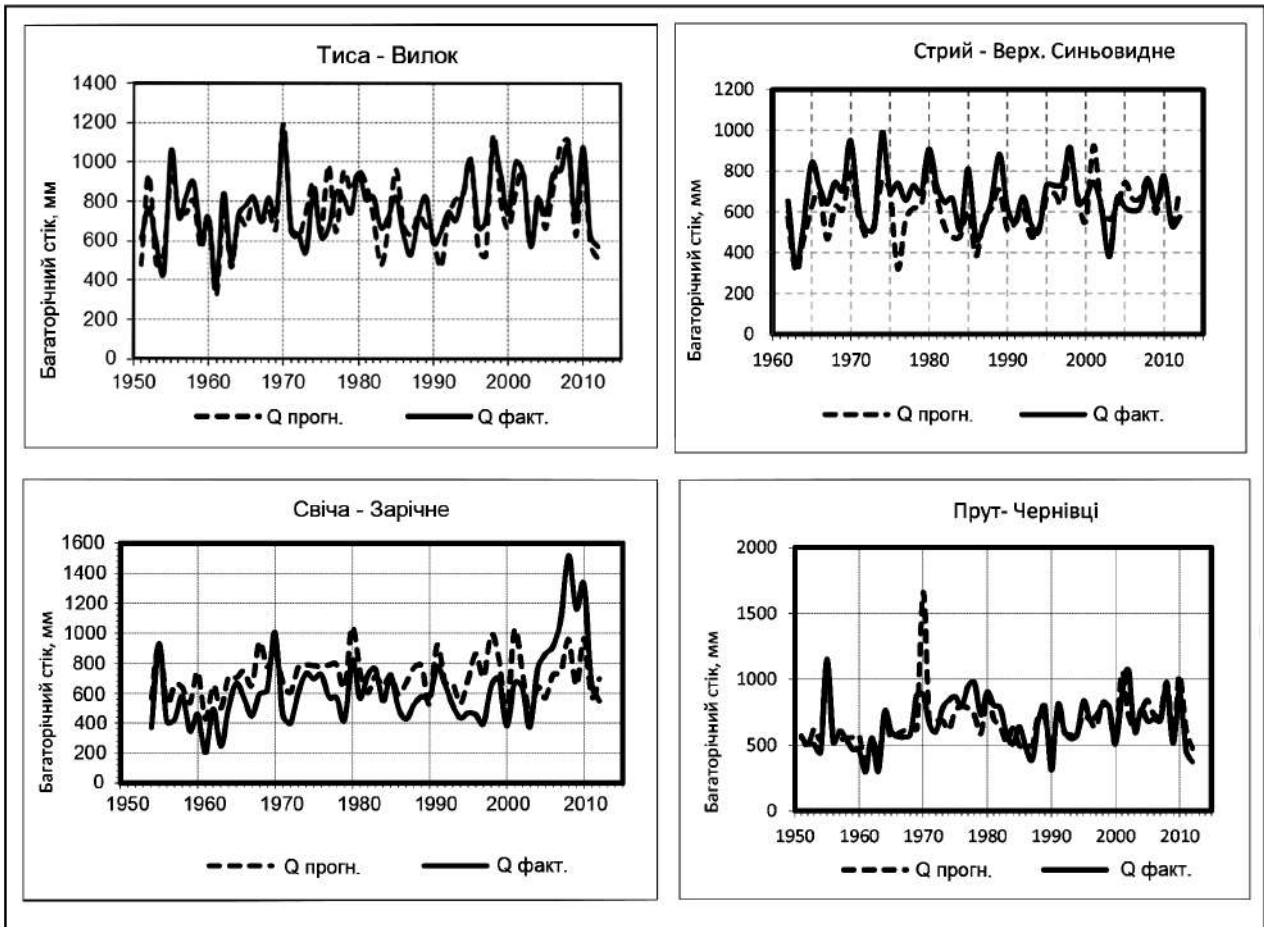 Тиса - Вилок
Багаторічний стік, мм
1400
1200
1000
800
600
400
200
0
1950 1960 1970 1980 1990 2000 2010
Q прогн. Q факт.
Стрий - Верх. Синьовидне
Багаторічний стік, мм
1200
1000
800
600
400
200
0
1960 1970 1980 1990 2000 2010
Q прогн. Q факт.
Свіча - Зарічне
Багаторічний стік, мм
1600
1400
1200
1000
800
600
400
200
0
1950 1960 1970 1980 1990 2000 2010
Q прогн. Q факт.
Прут- Чернівці
Багаторічний стік, мм
2000
1500
1000
500
0
1950 1960 1970 1980 1990 2000 2010
Q прогн. Q факт.